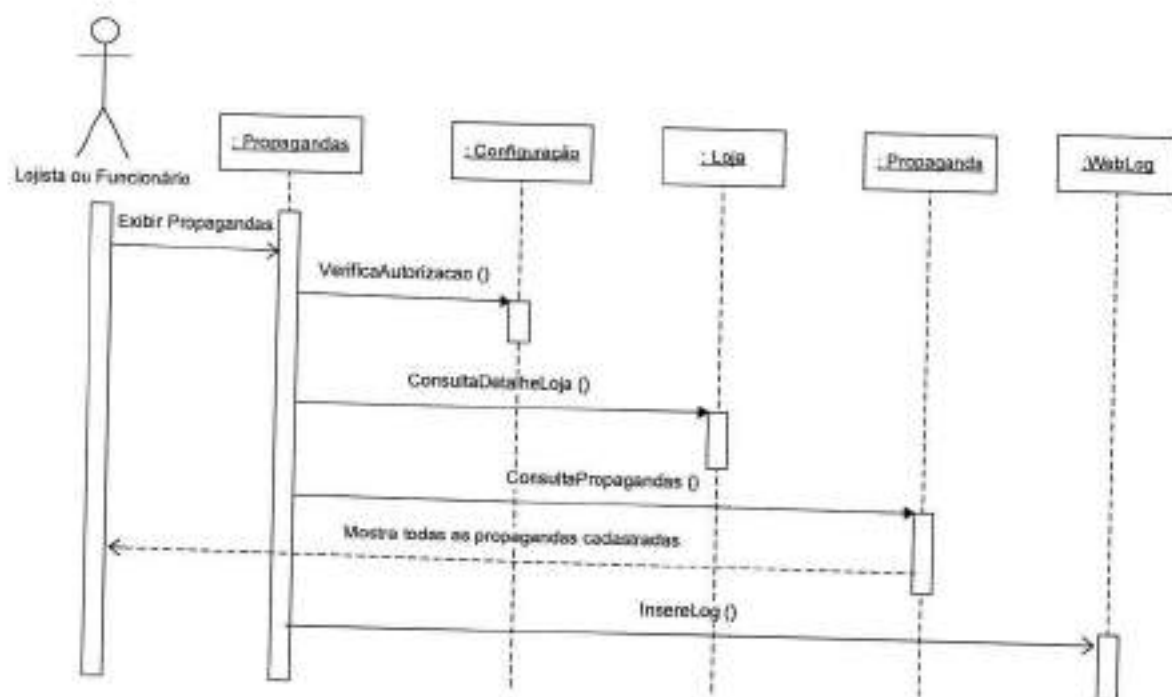 : Propagandas
: Configuração
: Loja
: Propaganda
:WebLog
Lojista ou Funcionário
Exibir Propagandas
VerificaAutorizacao ()
ConsultaDetalheLoja ()
ConsultaPropagandas ()
Mostra todas as propagandas cadastradas
InsereLog ()